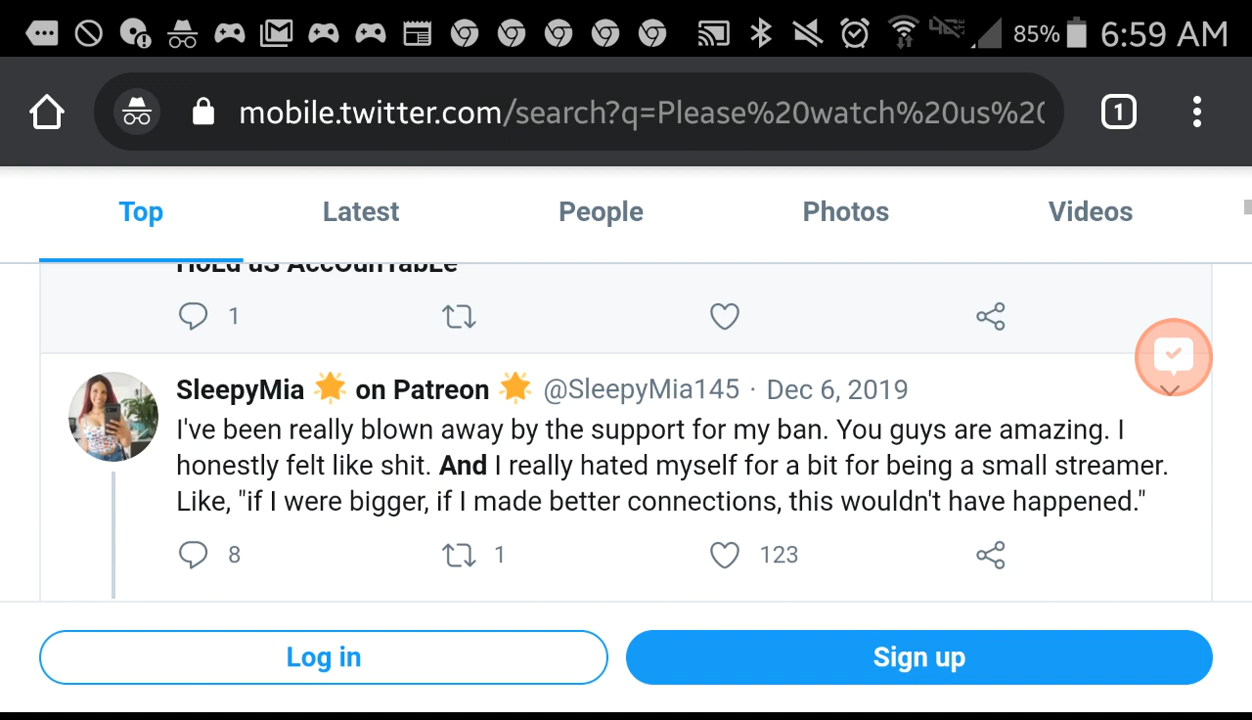 85% 6:59 AM
mobile.twitter.com/search?q=Please%20watch%20us%20
1
Top Latest People Photos Videos
HoEd uS AccOunTabLe
1
SleepyMia on Patreon @SleepyMia145 · Dec 6, 2019
I've been really blown away by the support for my ban. You guys are amazing. I
honestly felt like shit. And I really hated myself for a bit for being a small streamer.
Like, "if I were bigger, if I made better connections, this wouldn't have happened."
8 1 123
Log in Sign up